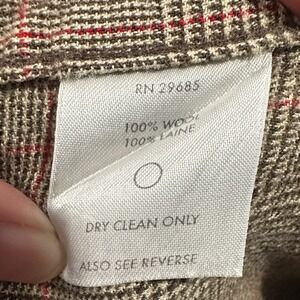 RN 29685
100% WOOL
100% LAINE
DRY CLEAN ONLY
ALSO SEE REVERSE